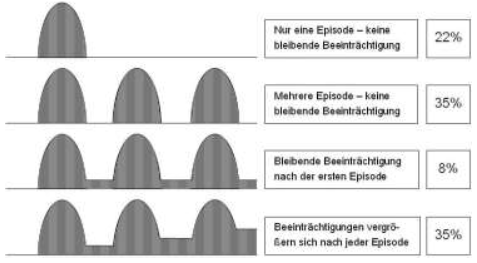 Nur eine Episode – keine
bleibende Beeinträchtigung
22%
Mehrere Episode – keine
bleibende Beeinträchtigung
35%
Bleibende Beeinträchtigung
nach der ersten Episode
8%
Beeinträchtigungen vergrö-
ßern sich nach jeder Episode
35%